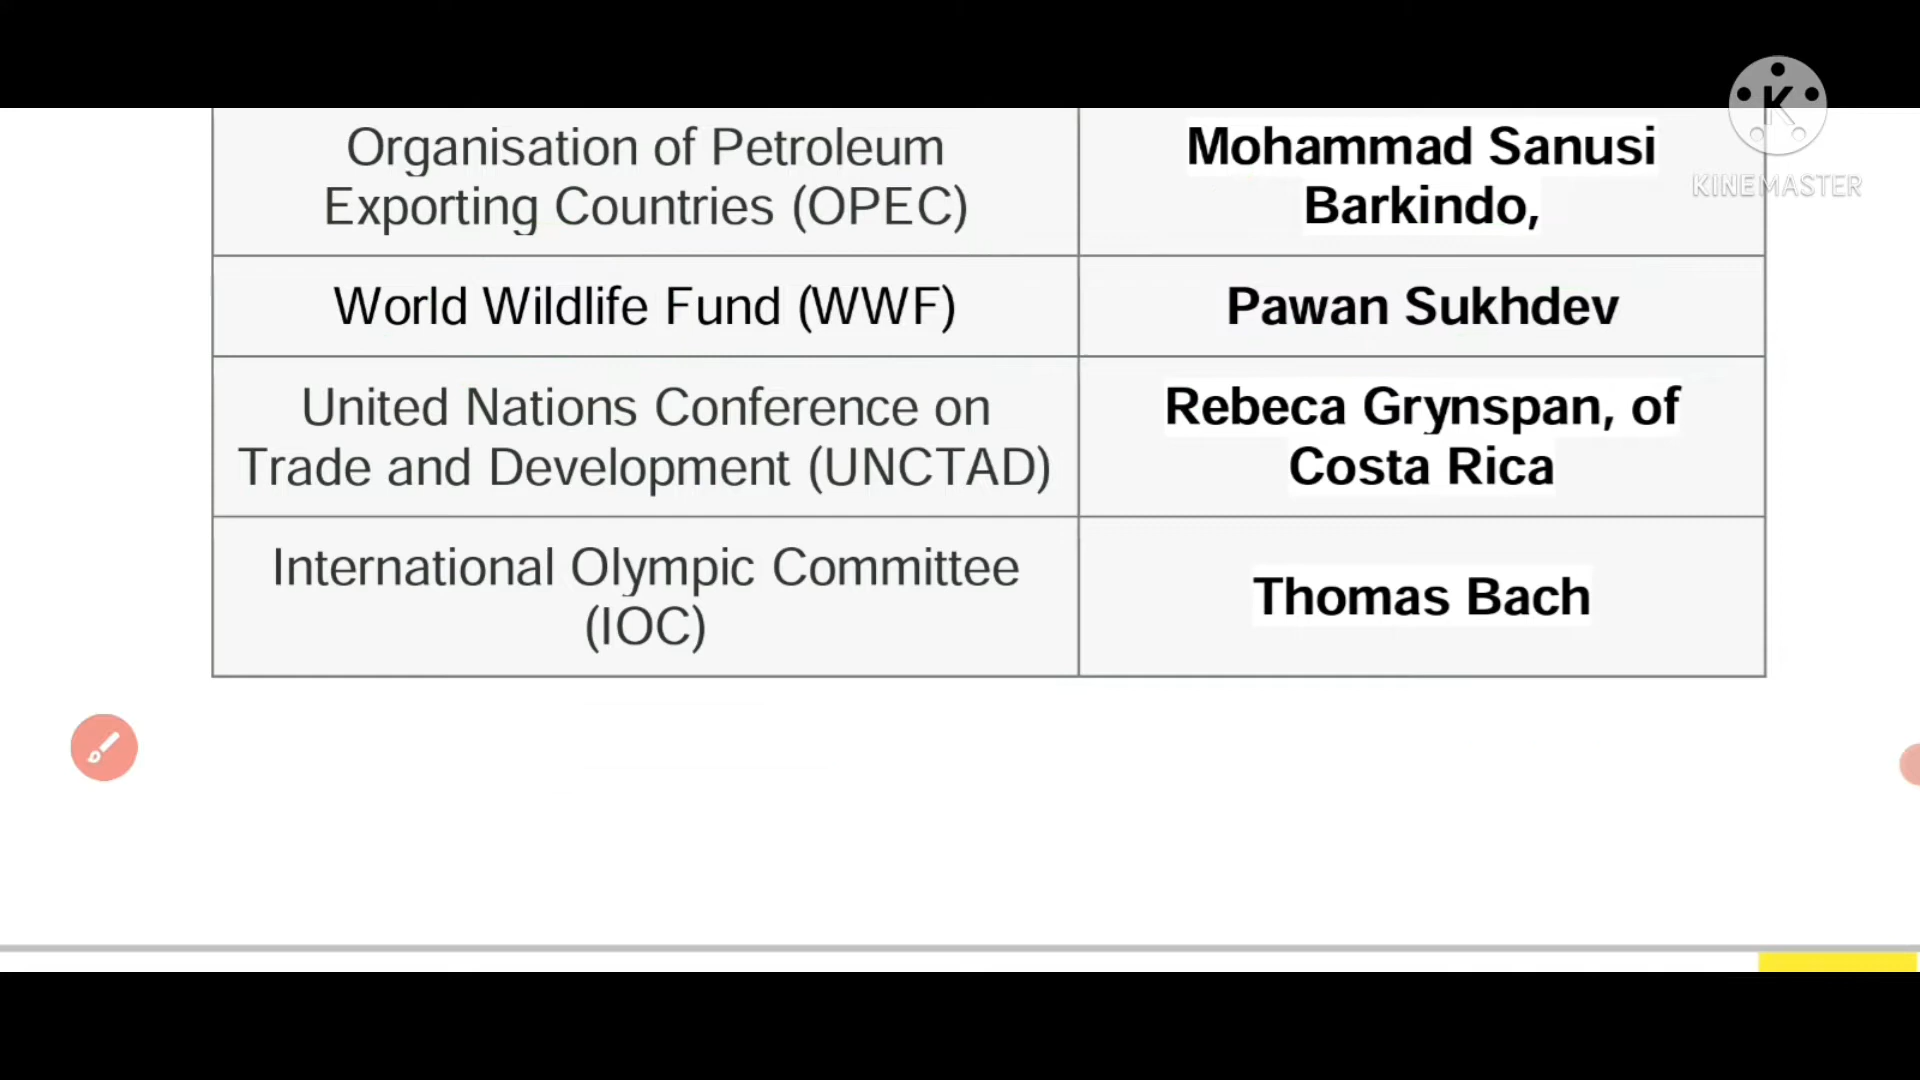 Organisation of Petroleum
Exporting Countries (OPEC)
Mohammad Sanusi
Barkindo,
World Wildlife Fund (WWF)
Pawan Sukhdev
United Nations Conference on
Trade and Development (UNCTAD)
Rebeca Grynspan, of
Costa Rica
International Olympic Committee
(IOC)
Thomas Bach
K
KINEMASTER